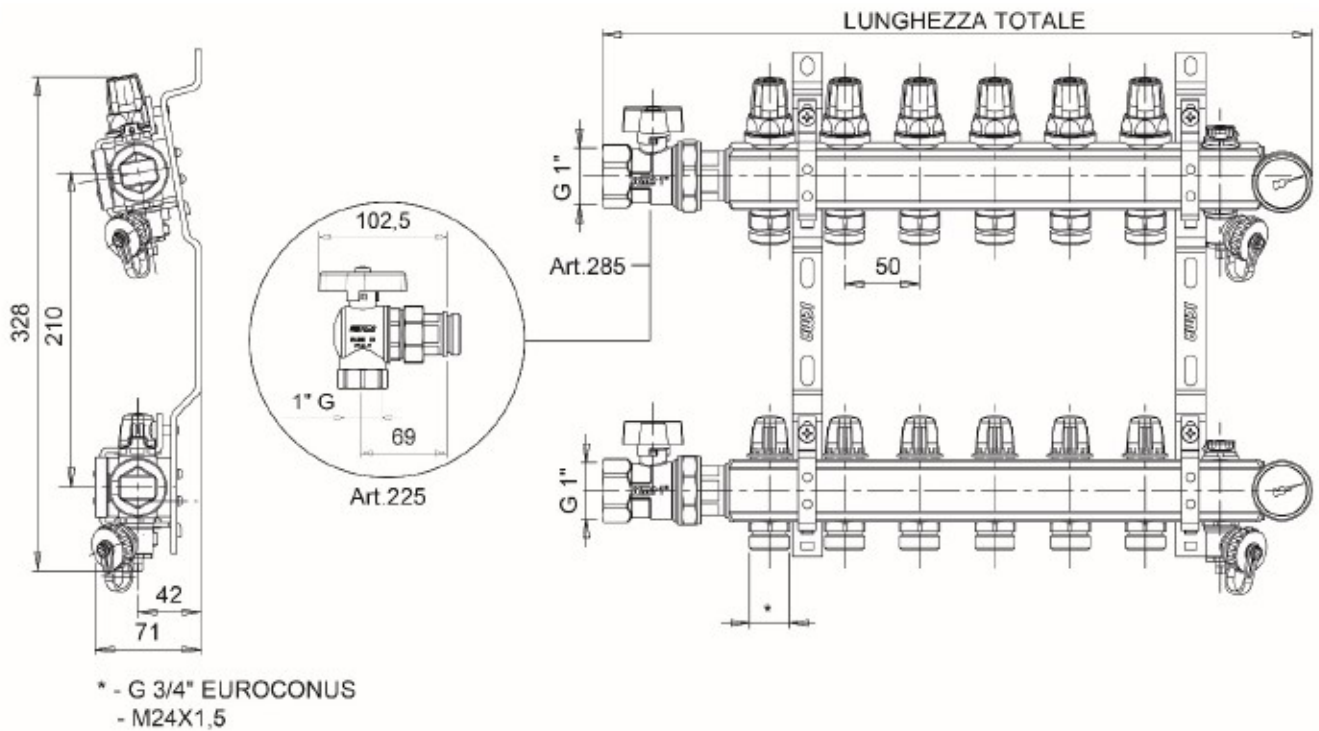 LUNGHEZZA TOTALE
G 1"
102,5
Art.285
50
328
210
1" G
69
Art.225
G 1"
42
71
*
* - G 3/4" EUROCONUS
- M24X1,5